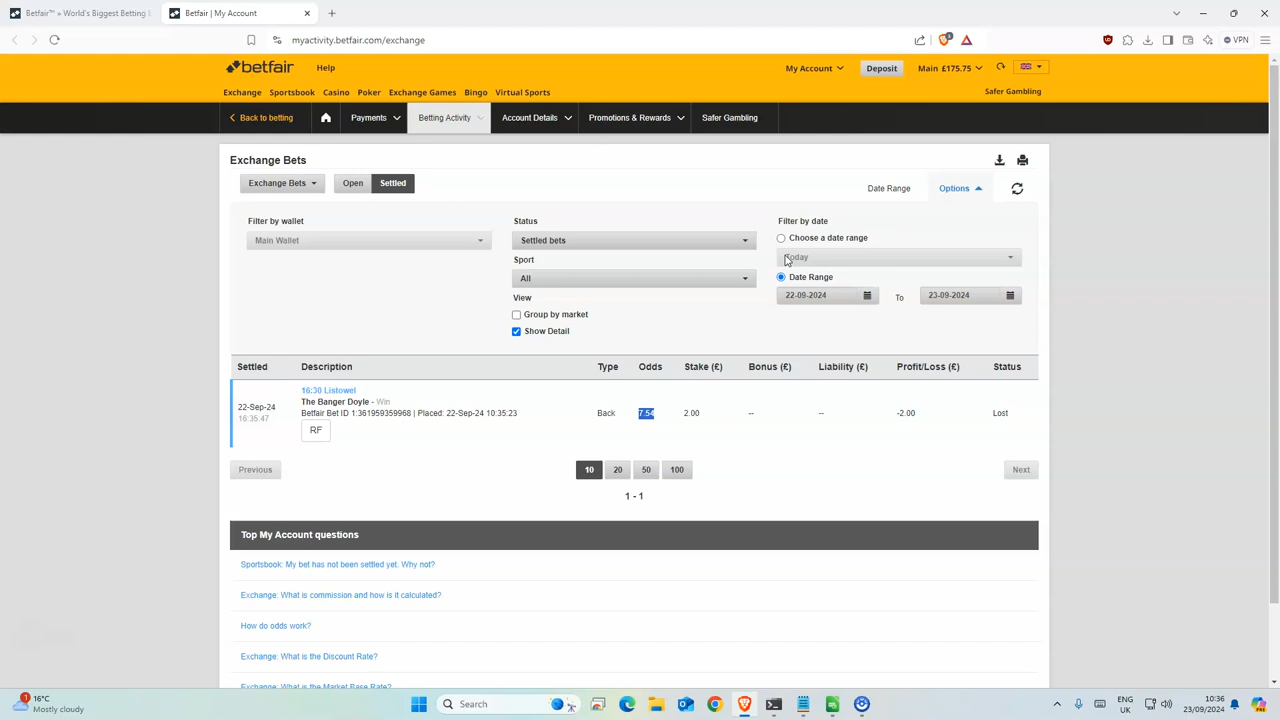 Betfair™ » World's Biggest Betting
Betfair | My Account
myactivity.betfair.com/exchange
VPN
betfair
Help
My Account
Deposit
Main £175.75
Exchange Sportsbook Casino Poker Exchange Games Bingo Virtual Sports
Safer Gambling
Back to betting
Payments
Betting Activity
Account Details
Promotions & Rewards
Safer Gambling
Exchange Bets
Exchange Bets
Open
Settled
Date Range
Options
Filter by wallet
Status
Filter by date
Main Wallet
Settled bets
Choose a date range
Sport
Today
All
Date Range
View
22-09-2024
To
23-09-2024
Group by market
Show Detail
Settled Description Type Odds Stake (£) Bonus (£) Liability (£) Profit/Loss (£) Status
16:30 Listowel
The Banger Doyle - Win
22-Sep-24
16:35:47
Betfair Bet ID 1:361959359968 | Placed: 22-Sep-24 10:35:23
Back 7.54 2.00 -- -- -2.00 Lost
RF
Previous
10 20 50 100
Next
1 - 1
Top My Account questions
Sportsbook: My bet has not been settled yet. Why not?
Exchange: What is commission and how is it calculated?
How do odds work?
Exchange: What is the Discount Rate?
Exchange: What is the Market Base Rate?
1
16°C
Mostly cloudy
Search
ENG
UK
10:36
23/09/2024